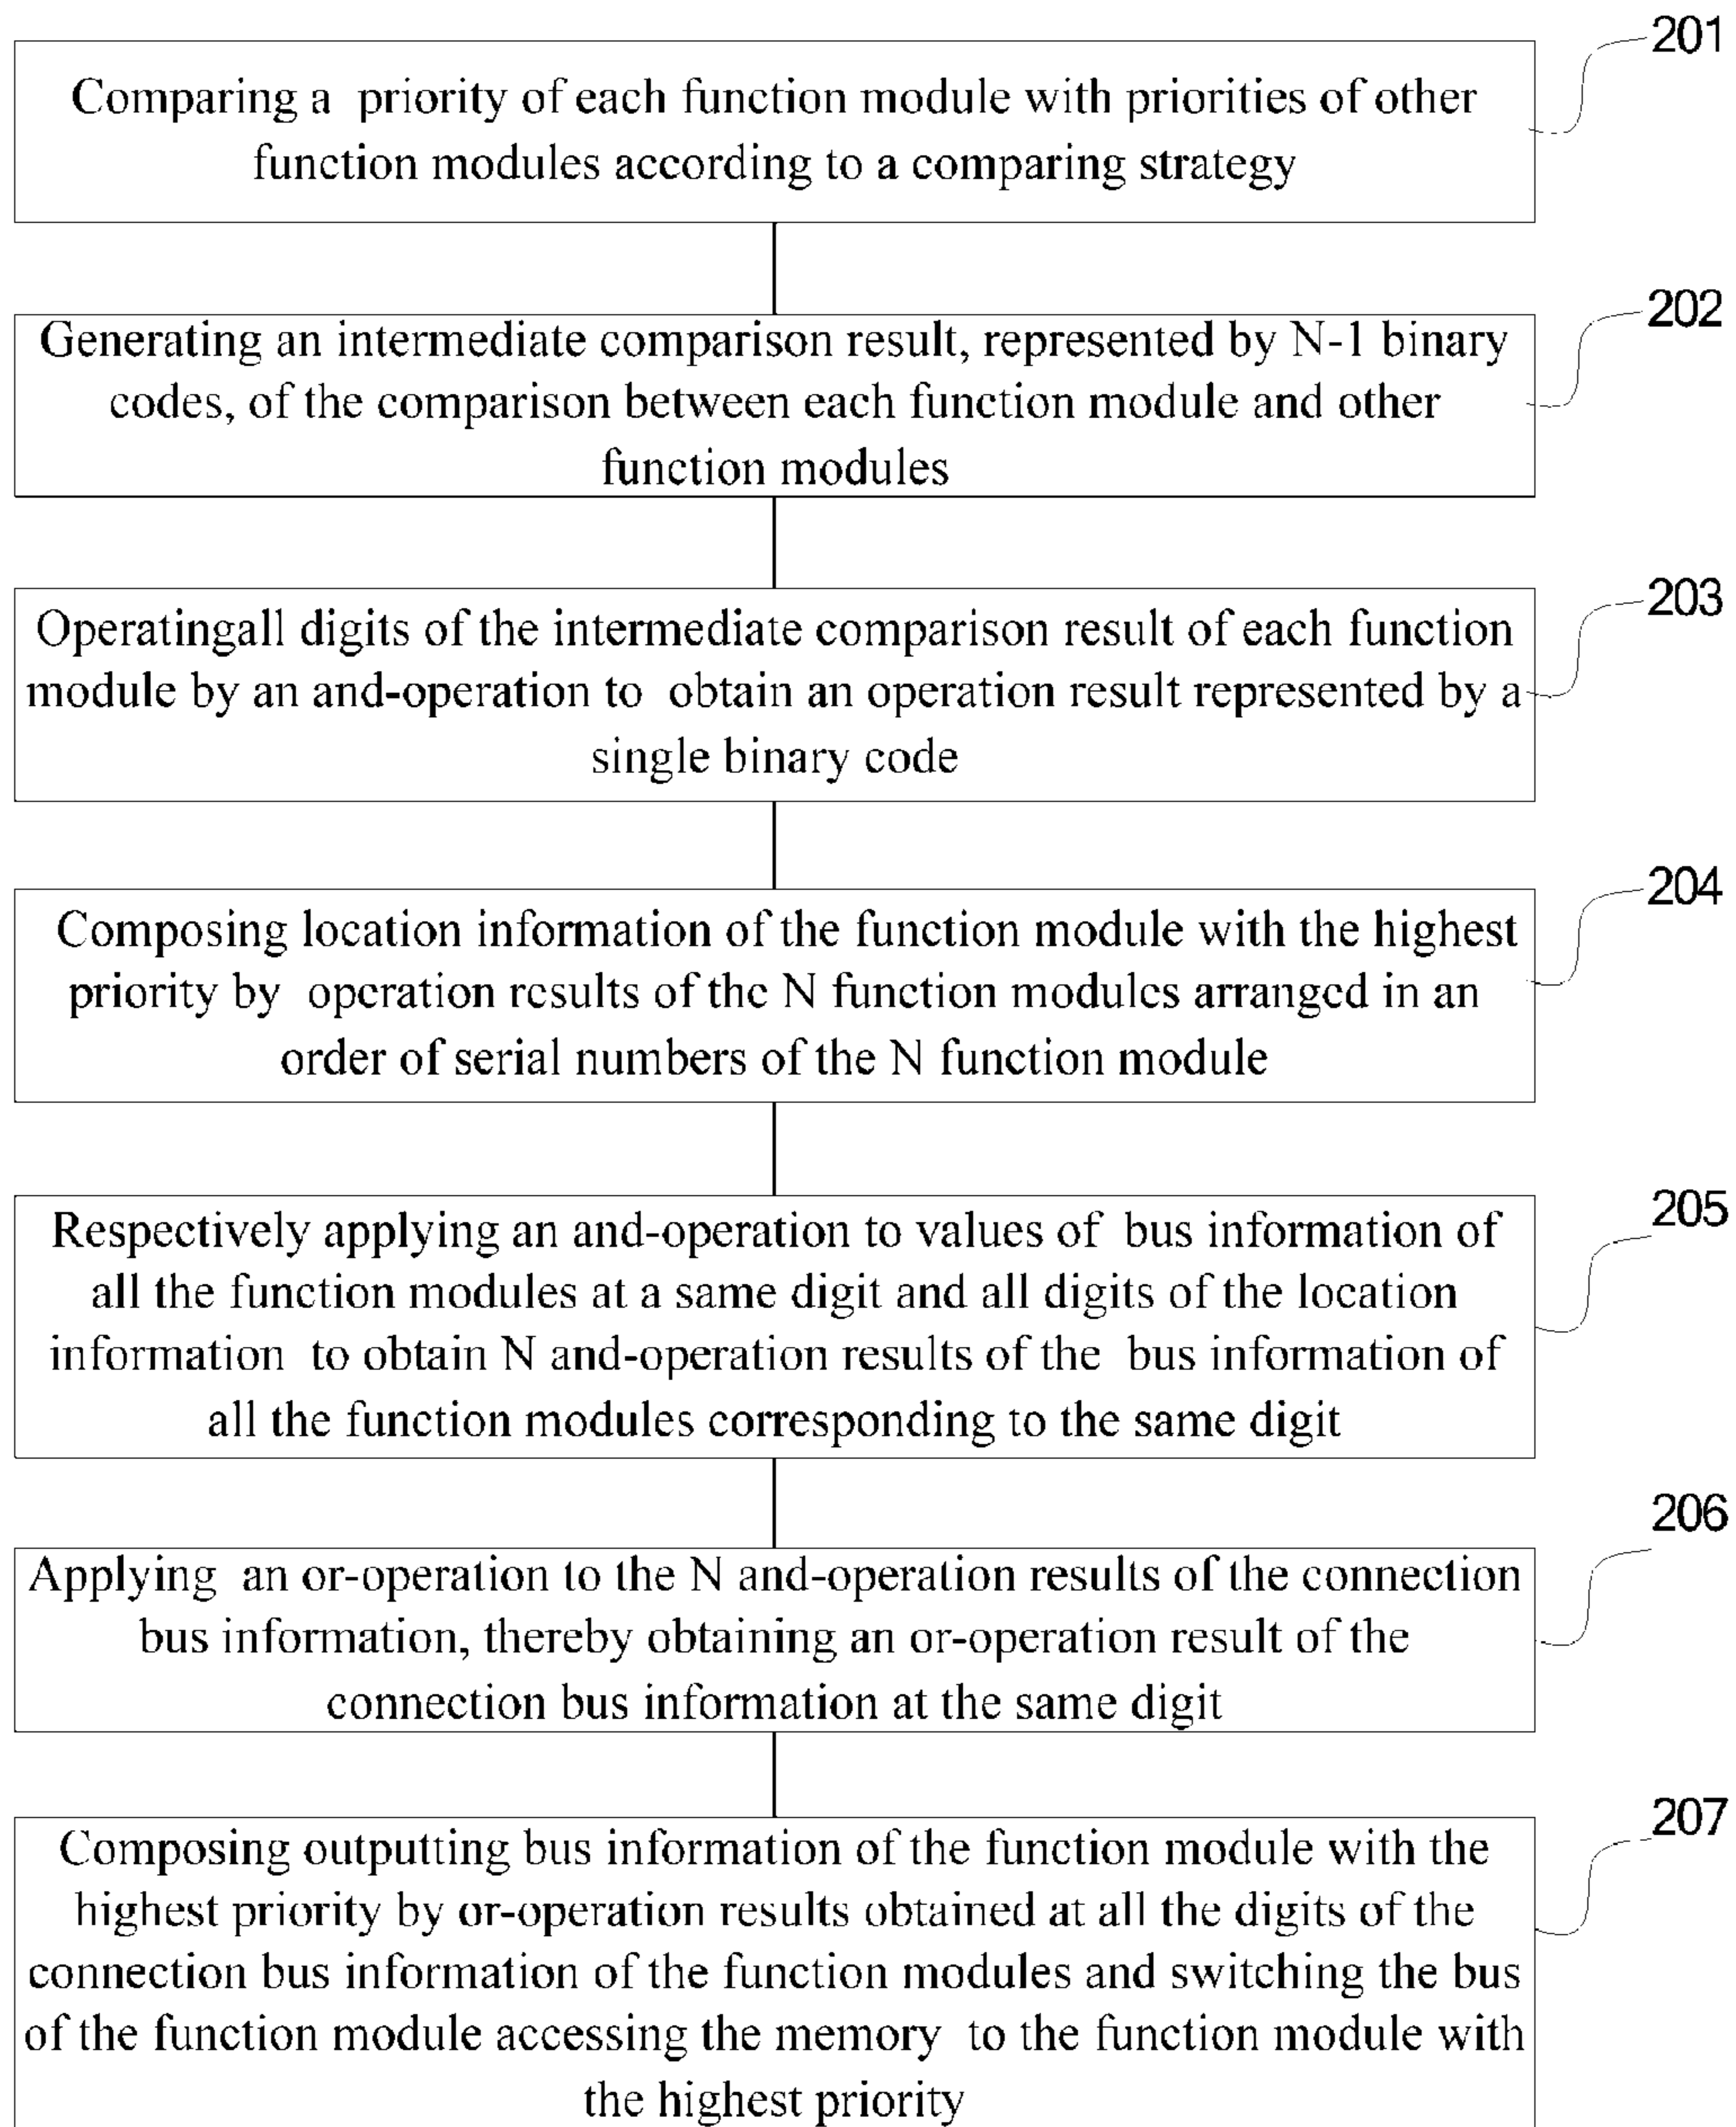 201
Comparing a priority of each function module with priorities of other
function modules according to a comparing strategy
202
Generating an intermediate comparison result, represented by N-1 binary
codes, of the comparison between each function module and other
function modules
203
Operatingall digits of the intermediate comparison result of each function
module by an and-operation to obtain an operation result represented by a
single binary code
204
Composing location information of the function module with the highest
priority by operation results of the N function modules arranged in an
order of serial numbers of the N function module
205
Respectively applying an and-operation to values of bus information of
all the function modules at a same digit and all digits of the location
information to obtain N and-operation results of the bus information of
all the function modules corresponding to the same digit
206
Applying an or-operation to the N and-operation results of the connection
bus information, thereby obtaining an or-operation result of the
connection bus information at the same digit
207
Composing outputting bus information of the function module with the
highest priority by or-operation results obtained at all the digits of the
connection bus information of the function modules and switching the bus
of the function module accessing the memory to the function module with
the highest priority